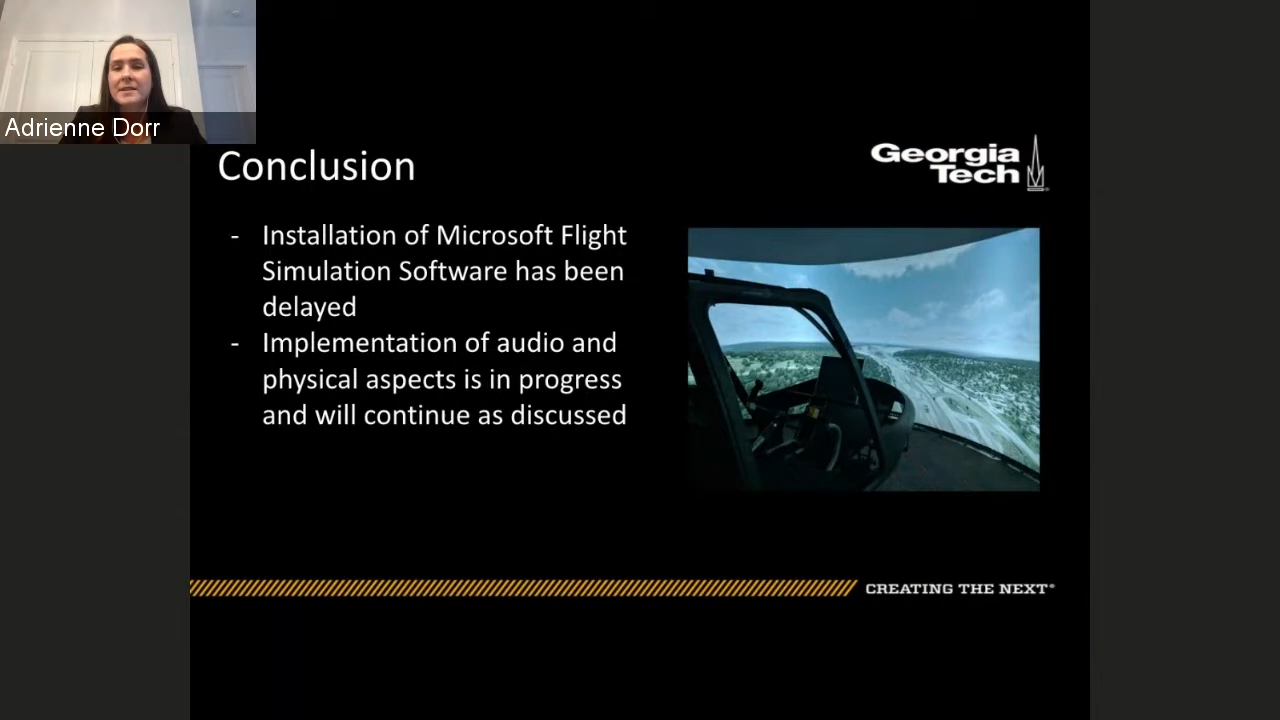 Adrienne Dorr
Conclusion
Georgia
Tech
- Installation of Microsoft Flight
Simulation Software has been
delayed
- Implementation of audio and
physical aspects is in progress
and will continue as discussed
CREATING THE NEXT®